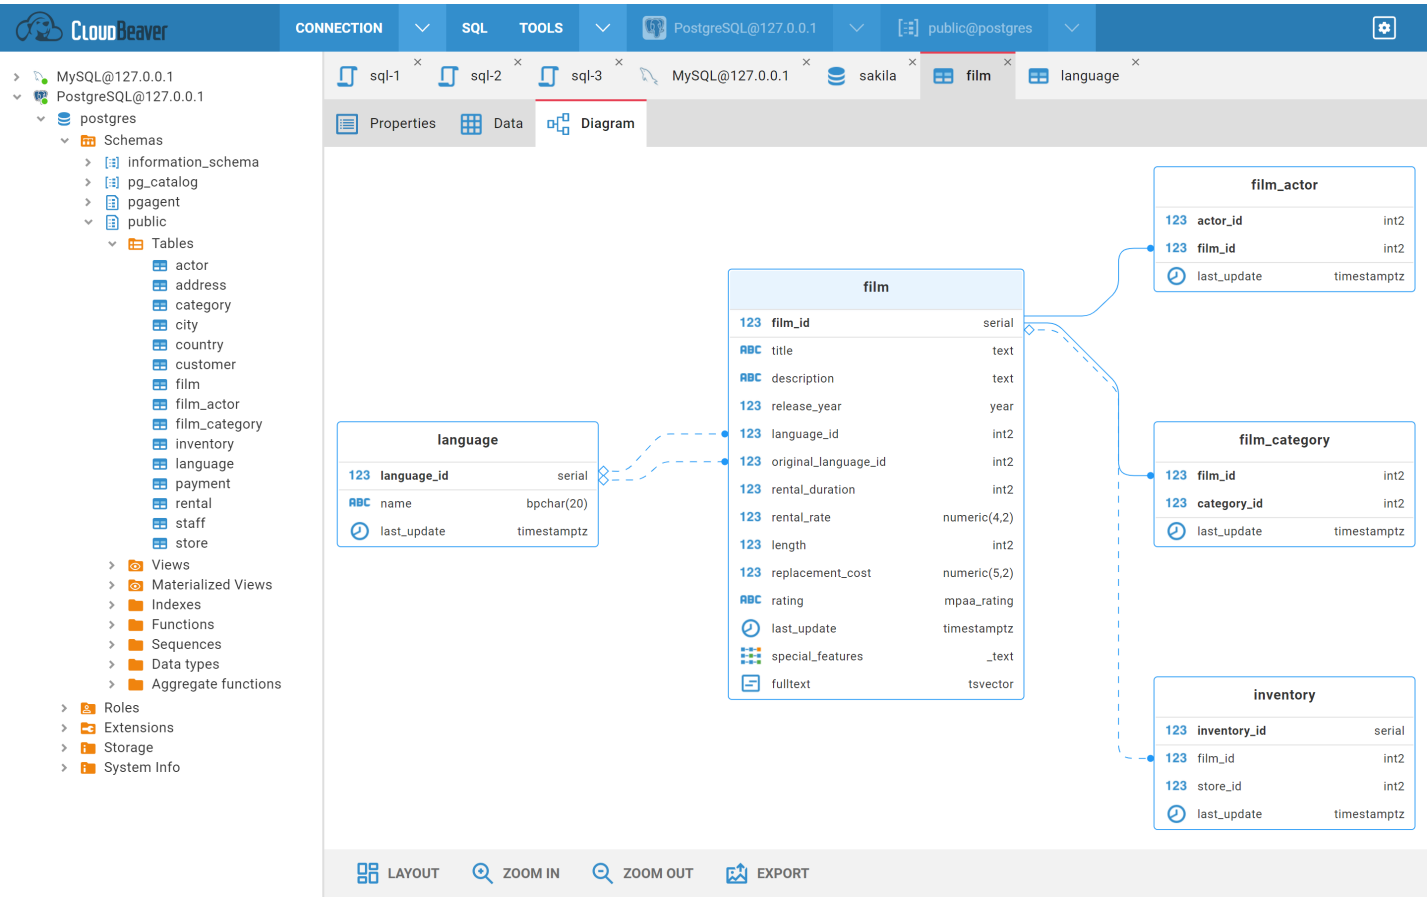 CLOUDBEAVER
CONNECTION
SQL
TOOLS
PostgreSQL@127.0.0.1
public@postgres
MySQL@127.0.0.1
PostgreSQL@127.0.0.1
postgres
Schemas
information_schema
pg_catalog
pgagent
public
Tables
actor
address
category
city
country
customer
film
film_actor
film_category
inventory
language
payment
rental
staff
store
Views
Materialized Views
Indexes
Functions
Sequences
Data types
Aggregate functions
Roles
Extensions
Storage
System Info
sql-1
sql-2
sql-3
MySQL@127.0.0.1
sakila
film
language
Properties
Data
Diagram
language
123 language_id serial
ABC name bpchar(20)
last_update timestamptz
film
123 film_id serial
ABC title text
ABC description text
123 release_year year
123 language_id int2
123 original_language_id int2
123 rental_duration int2
123 rental_rate numeric(4,2)
123 length int2
123 replacement_cost numeric(5,2)
ABC rating mpaa_rating
last_update timestamptz
special_features _text
fulltext tsvector
film_actor
123 actor_id int2
123 film_id int2
last_update timestamptz
film_category
123 film_id int2
123 category_id int2
last_update timestamptz
inventory
123 inventory_id serial
123 film_id int2
123 store_id int2
last_update timestamptz
LAYOUT
ZOOM IN
ZOOM OUT
EXPORT